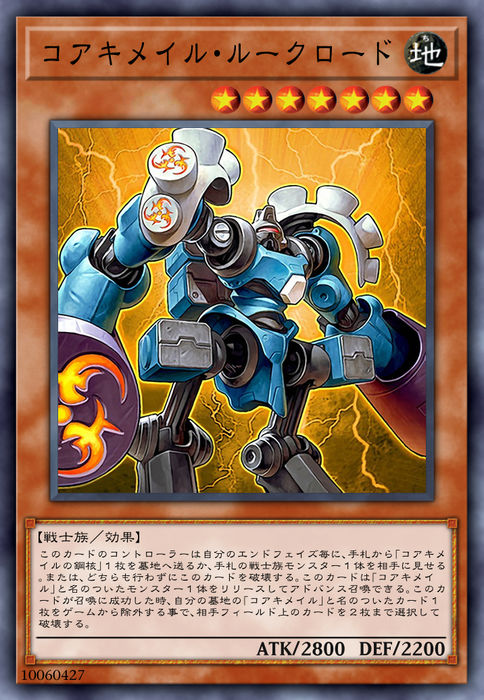 コアキメイル・ルークロード
ち
地
【戦士族／効果】
このカードのコントローラーは自分のエンドフェイズ毎に、手札から「コアキメ
イルの鋼核」１枚を墓地へ送るか、手札の戦士族モンスター１体を相手に見せ
る。または、どちらも行わずにこのカードを破壊する。このカードは「コアキメイ
ル」と名のついたモンスター１体をリリースしてアドバンス召喚できる。このカー
ドが召喚に成功した時、自分の墓地の「コアキメイル」と名のついたカード１
枚をゲームから除外する事で、相手フィールド上のカードを２枚まで選択して
破壊する。
ATK/2800 DEF/2200
10060427